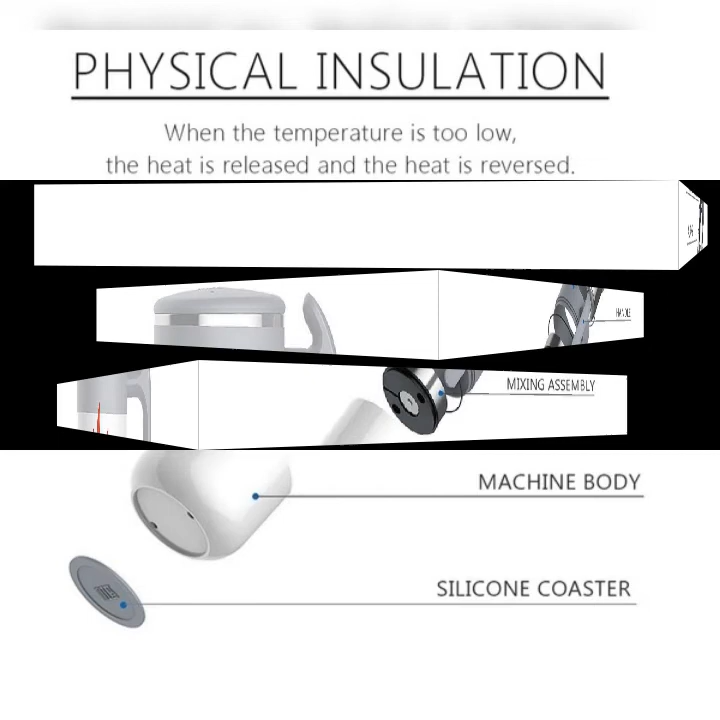 PHYSICAL INSULATION
When the temperature is too low,
the heat is released and the heat is reversed.
HANDLE
MIXING ASSEMBLY
MACHINE BODY
SILICONE COASTER